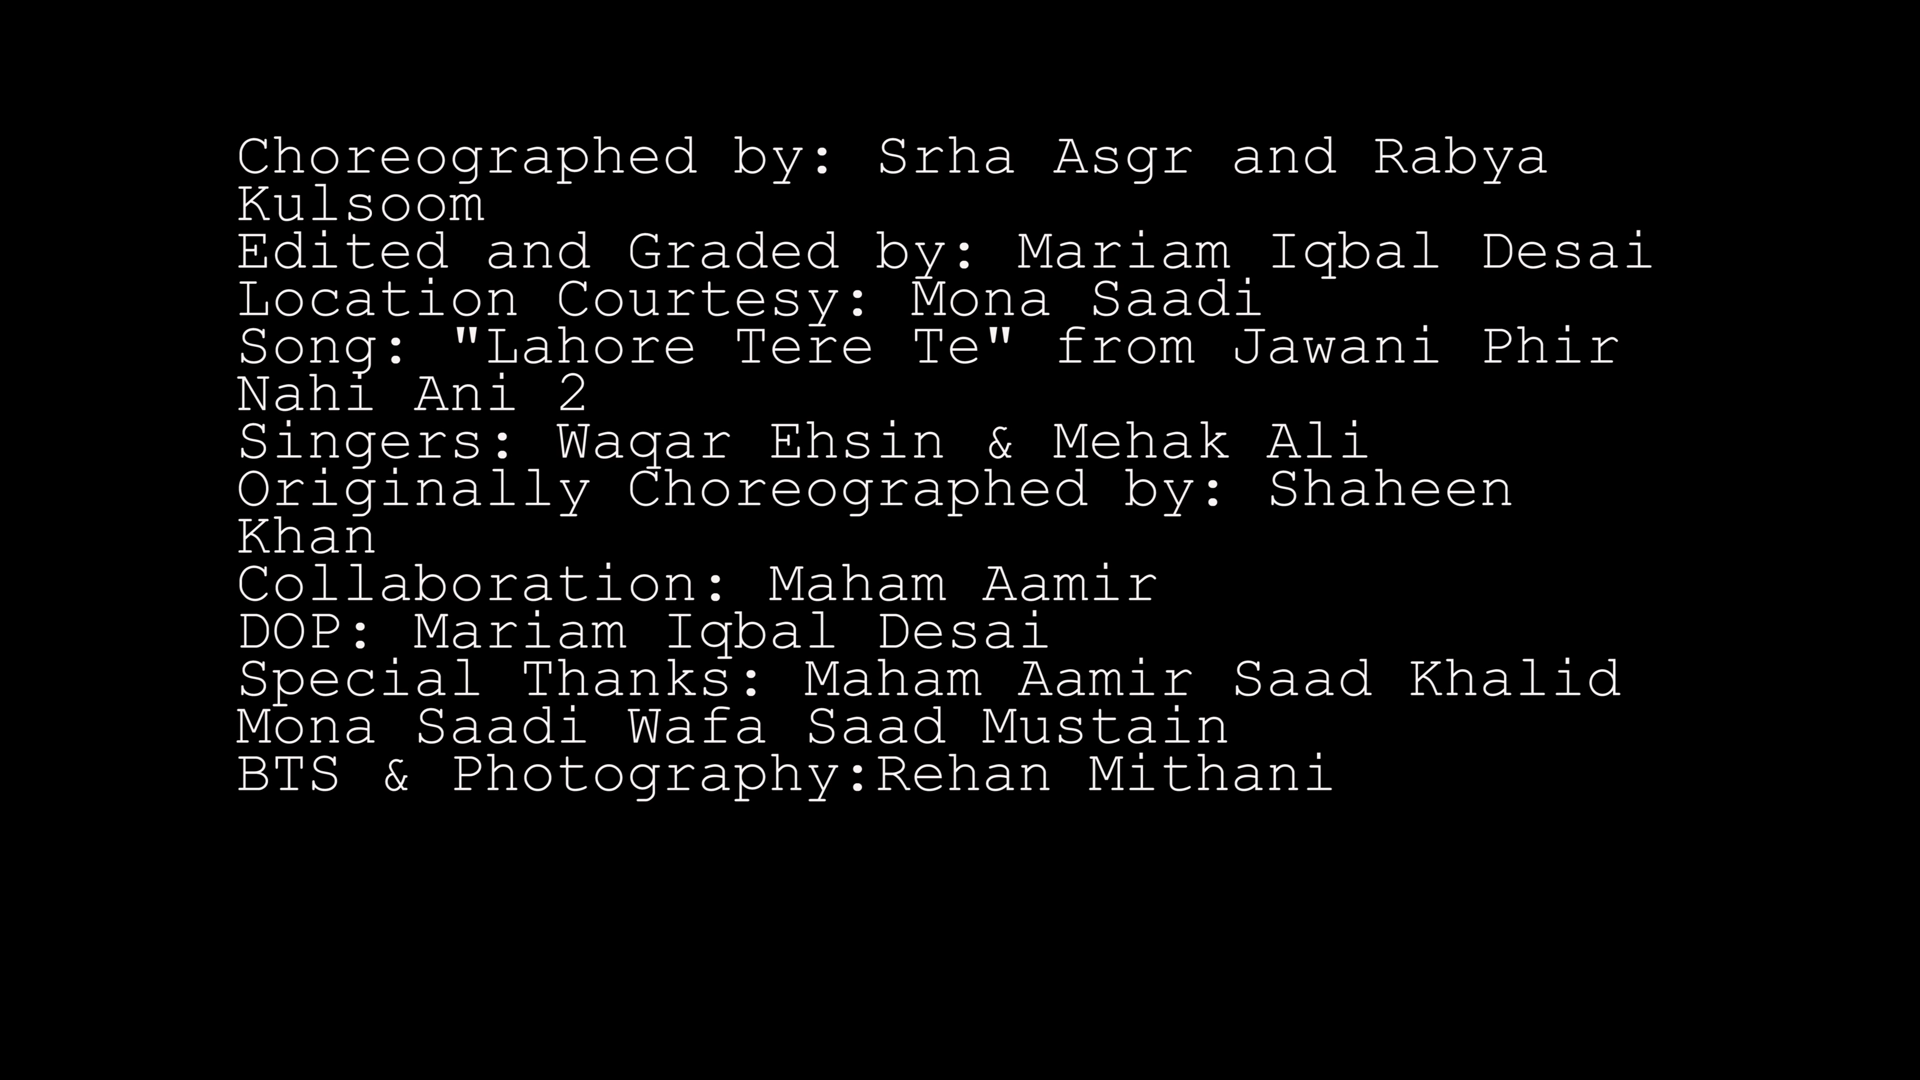 Choreographed by: Srha Asgr and Rabya
Kulsoom
Edited and Graded by: Mariam Iqbal Desai
Location Courtesy: Mona Saadi
Song: "Lahore Tere Te" from Jawani Phir
Nahi Ani 2
Singers: Waqar Ehsin & Mehak Ali
Originally Choreographed by: Shaheen
Khan
Collaboration: Maham Aamir
DOP: Mariam Iqbal Desai
Special Thanks: Maham Aamir Saad Khalid
Mona Saadi Wafa Saad Mustain
BTS & Photography:Rehan Mithani